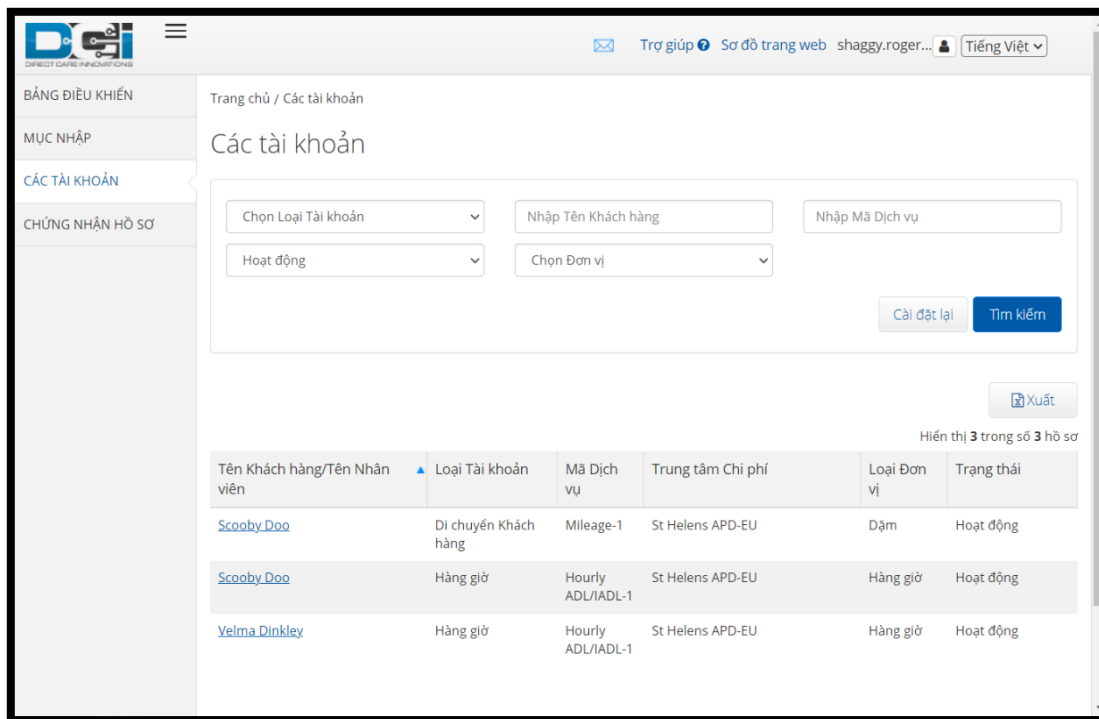 DCI
DIRECT CARE INNOVATIONS
Trợ giúp Sơ đồ trang web shaggy.roger... Tiếng Việt
BẢNG ĐIỀU KHIỂN
MỤC NHẬP
CÁC TÀI KHOẢN
CHỨNG NHẬN HỒ SƠ
Trang chủ / Các tài khoản
Các tài khoản
Chọn Loại Tài khoản
Nhập Tên Khách hàng
Nhập Mã Dịch vụ
Hoạt động
Chọn Đơn vị
Cài đặt lại
Tìm kiếm
Xuất
Hiển thị 3 trong số 3 hồ sơ
Tên Khách hàng/Tên Nhân Loại Tài khoản Mã Dịch Trung tâm Chi phí Loại Đơn Trạng thái
viên vụ vị
Scooby Doo Di chuyển Khách Mileage-1 St Helens APD-EU Dặm Hoạt động
hàng
Scooby Doo Hàng giờ Hourly St Helens APD-EU Hàng giờ Hoạt động
ADL/IADL-1
Velma Dinkley Hàng giờ Hourly St Helens APD-EU Hàng giờ Hoạt động
ADL/IADL-1